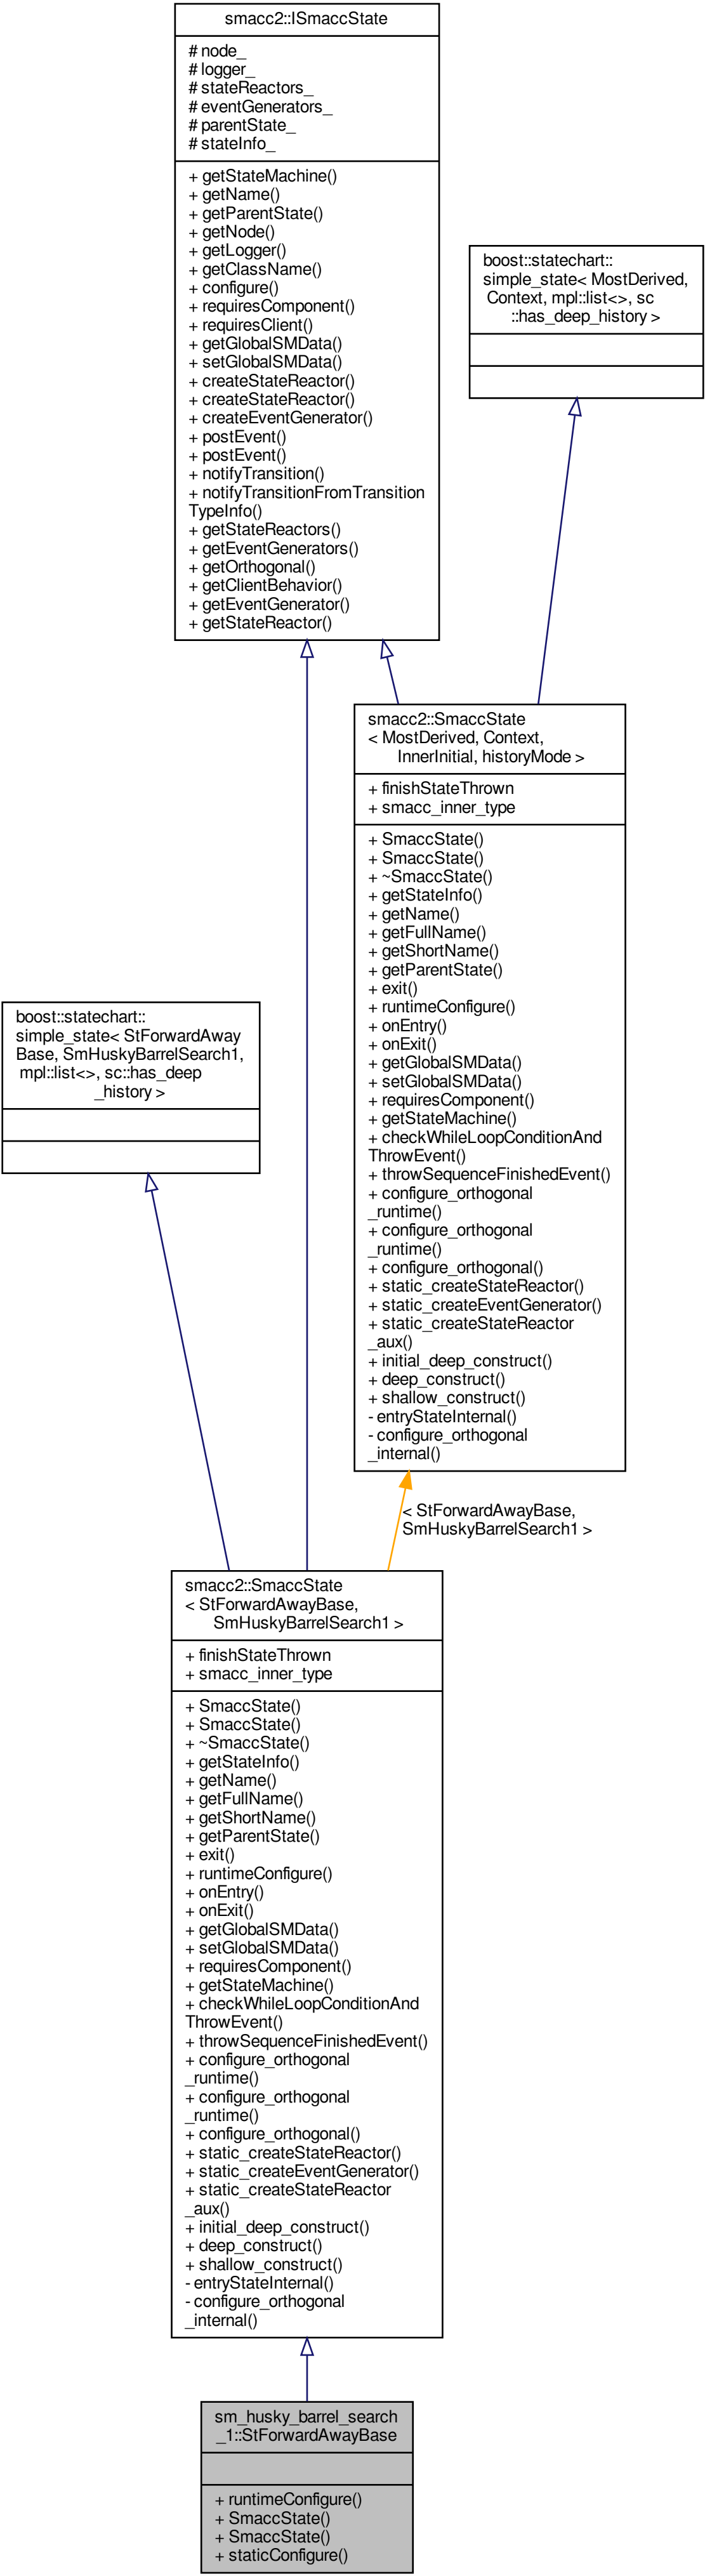 smacc2::ISmaccState
# node_
# logger_
# stateReactors_
# eventGenerators_
# parentState_
# stateInfo_
+ getStateMachine()
+ getName()
+ getParentState()
+ getNode()
+ getLogger()
+ getClassName()
+ configure()
+ requiresComponent()
+ requiresClient()
+ getGlobalSMData()
+ setGlobalSMData()
+ createStateReactor()
+ createStateReactor()
+ createEventGenerator()
+ postEvent()
+ postEvent()
+ notifyTransition()
+ notifyTransitionFromTransition
TypeInfo()
+ getStateReactors()
+ getEventGenerators()
+ getOrthogonal()
+ getClientBehavior()
+ getEventGenerator()
+ getStateReactor()
boost::statechart::
simple_state< MostDerived,
Context, mpl::list<>, sc
::has_deep_history >
smacc2::SmaccState
< MostDerived, Context,
InnerInitial, historyMode >
+ finishStateThrown
+ smacc_inner_type
+ SmaccState()
+ SmaccState()
+ ~SmaccState()
+ getStateInfo()
+ getName()
+ getFullName()
+ getShortName()
+ getParentState()
+ exit()
+ runtimeConfigure()
+ onEntry()
+ onExit()
+ getGlobalSMData()
+ setGlobalSMData()
+ requiresComponent()
+ getStateMachine()
+ checkWhileLoopConditionAnd
ThrowEvent()
+ throwSequenceFinishedEvent()
+ configure_orthogonal
_runtime()
+ configure_orthogonal
_runtime()
+ configure_orthogonal()
+ static_createStateReactor()
+ static_createEventGenerator()
+ static_createStateReactor
_aux()
+ initial_deep_construct()
+ deep_construct()
+ shallow_construct()
- entryStateInternal()
- configure_orthogonal
_internal()
boost::statechart::
simple_state< StForwardAway
Base, SmHuskyBarrelSearch1,
mpl::list<>, sc::has_deep
_history >
< StForwardAwayBase,
SmHuskyBarrelSearch1 >
smacc2::SmaccState
< StForwardAwayBase,
SmHuskyBarrelSearch1 >
+ finishStateThrown
+ smacc_inner_type
+ SmaccState()
+ SmaccState()
+ ~SmaccState()
+ getStateInfo()
+ getName()
+ getFullName()
+ getShortName()
+ getParentState()
+ exit()
+ runtimeConfigure()
+ onEntry()
+ onExit()
+ getGlobalSMData()
+ setGlobalSMData()
+ requiresComponent()
+ getStateMachine()
+ checkWhileLoopConditionAnd
ThrowEvent()
+ throwSequenceFinishedEvent()
+ configure_orthogonal
_runtime()
+ configure_orthogonal
_runtime()
+ configure_orthogonal()
+ static_createStateReactor()
+ static_createEventGenerator()
+ static_createStateReactor
_aux()
+ initial_deep_construct()
+ deep_construct()
+ shallow_construct()
- entryStateInternal()
- configure_orthogonal
_internal()
sm_husky_barrel_search
_1::StForwardAwayBase
+ runtimeConfigure()
+ SmaccState()
+ SmaccState()
+ staticConfigure()